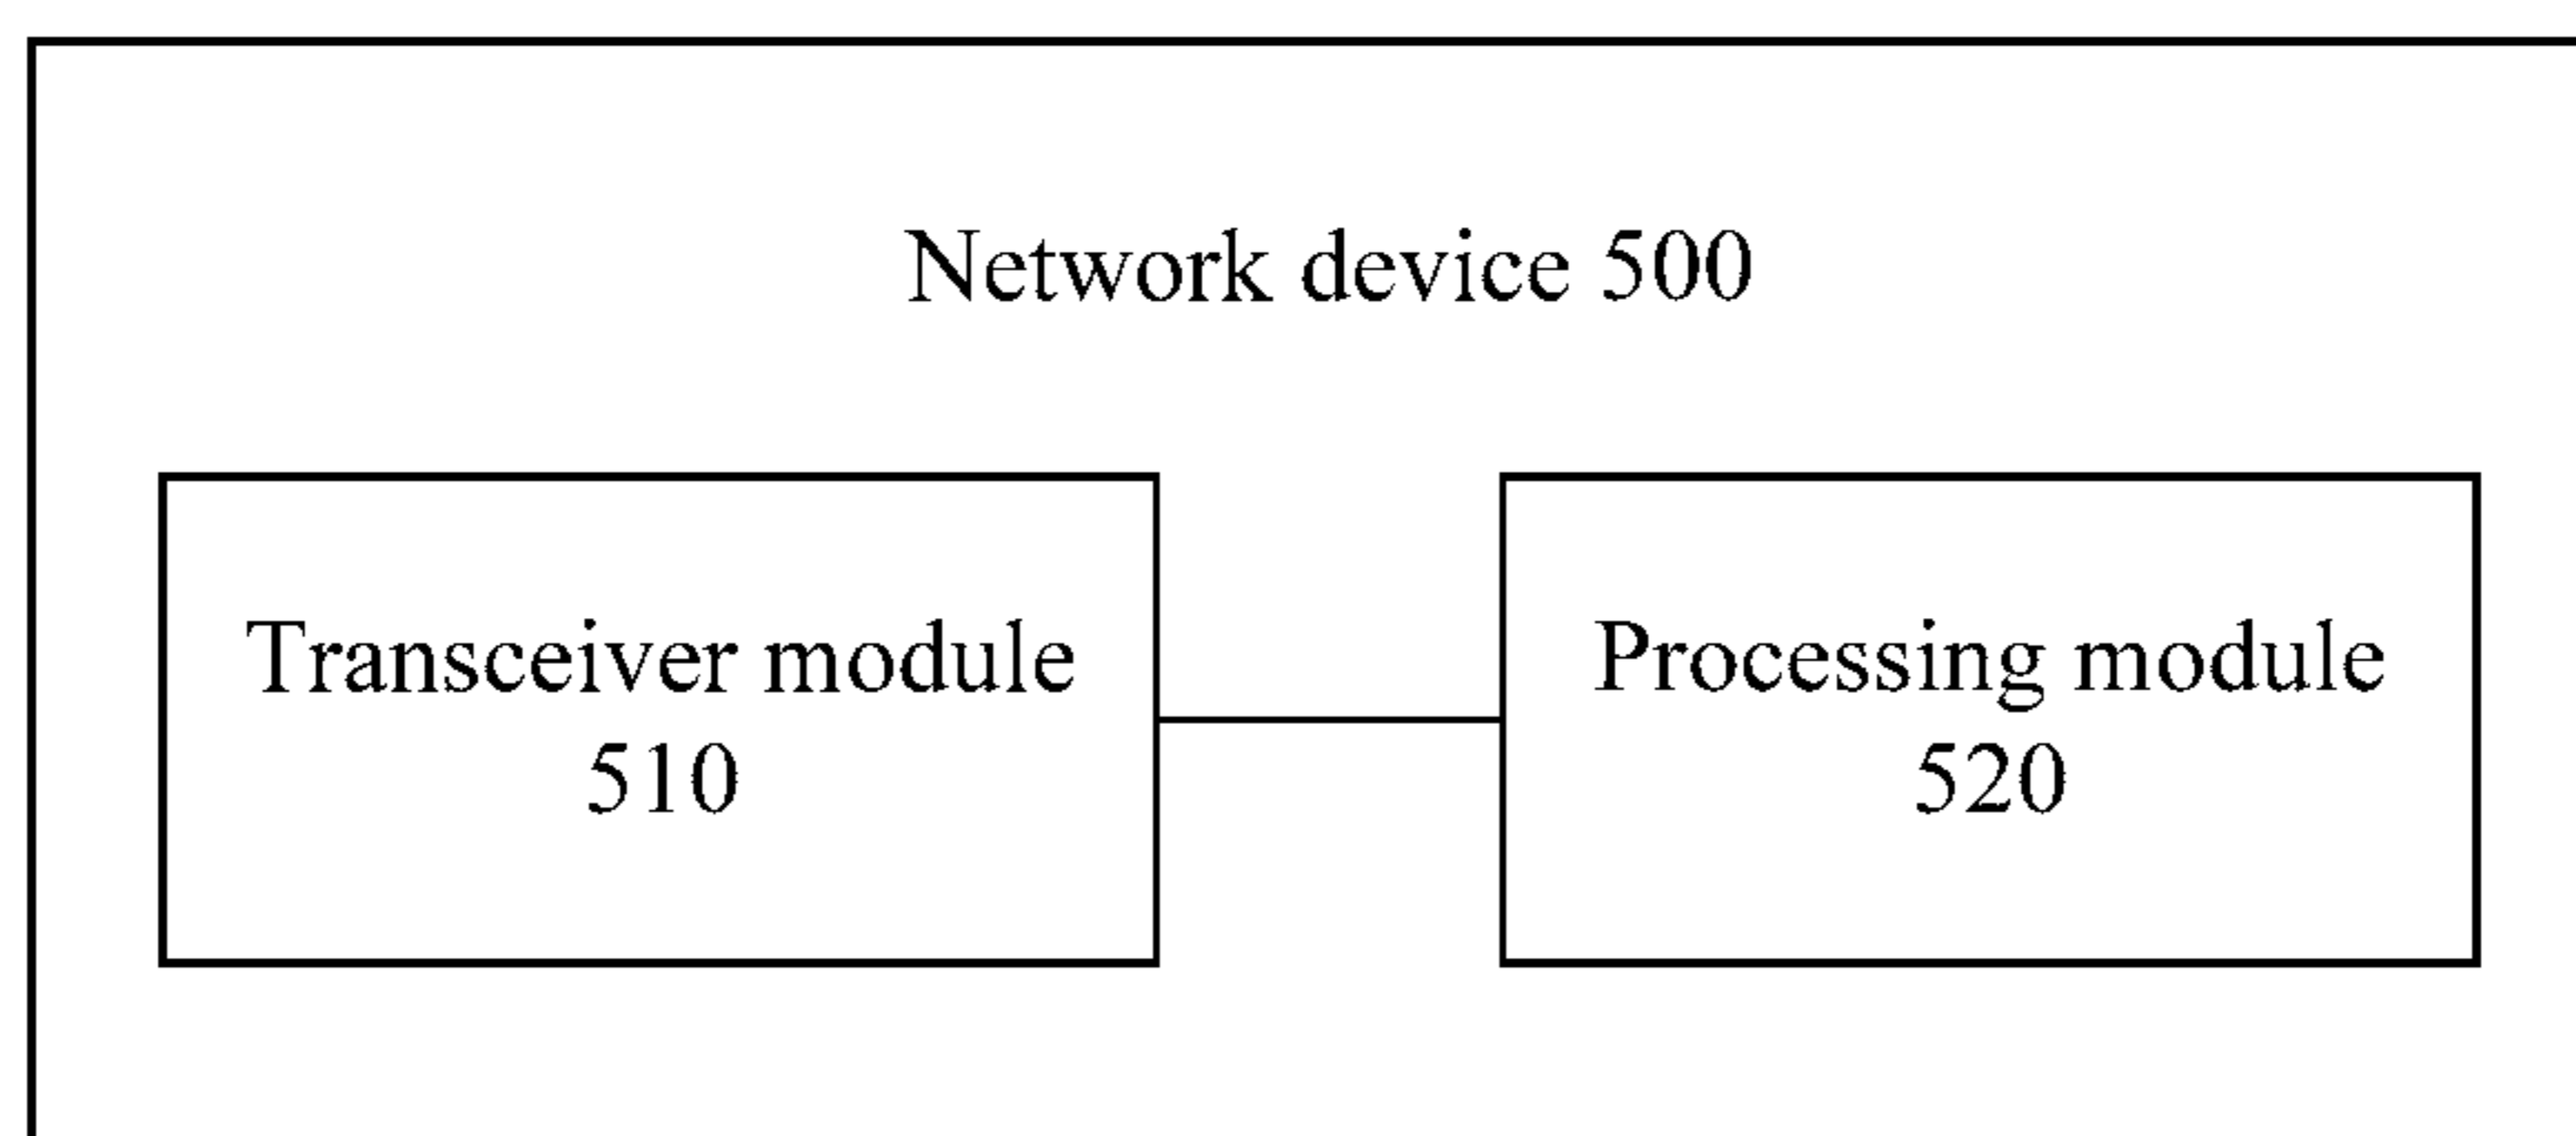 Network device 500
Transceiver module
510
Processing module
520